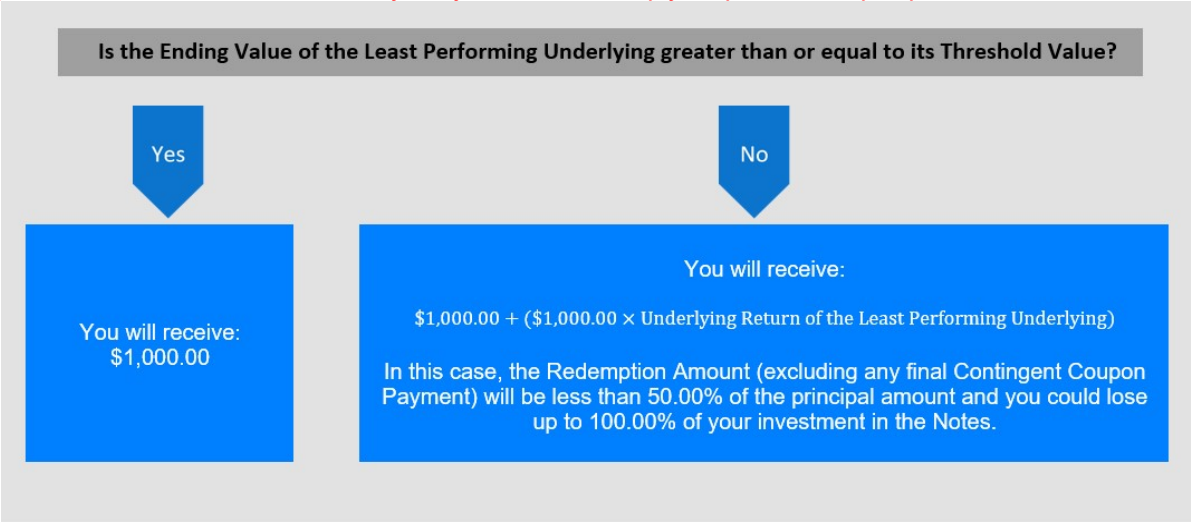 Is the Ending Value of the Least Performing Underlying greater than or equal to its Threshold Value?
Yes
No
You will receive:
$1,000.00
You will receive:
$1,000.00 + ($1,000.00 × Underlying Return of the Least Performing Underlying)
In this case, the Redemption Amount (excluding any final Contingent Coupon
Payment) will be less than 50.00% of the principal amount and you could lose
up to 100.00% of your investment in the Notes.